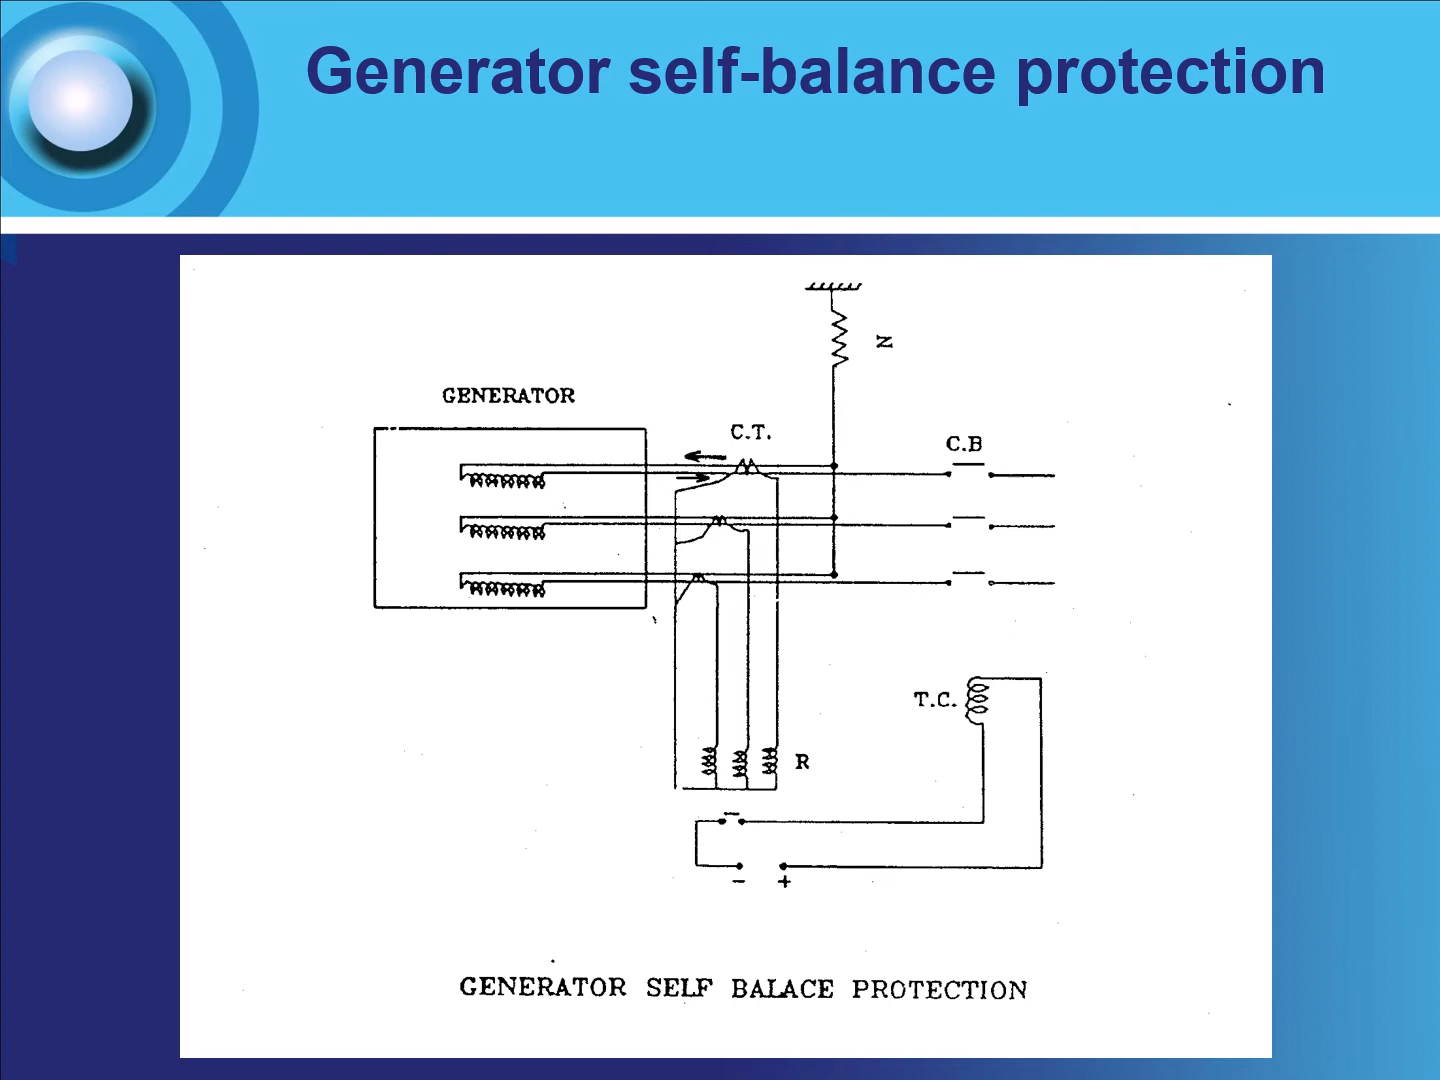 Generator self-balance protection
N
GENERATOR
C.T.
C.B
T.C.
R
- +
GENERATOR SELF BALACE PROTECTION